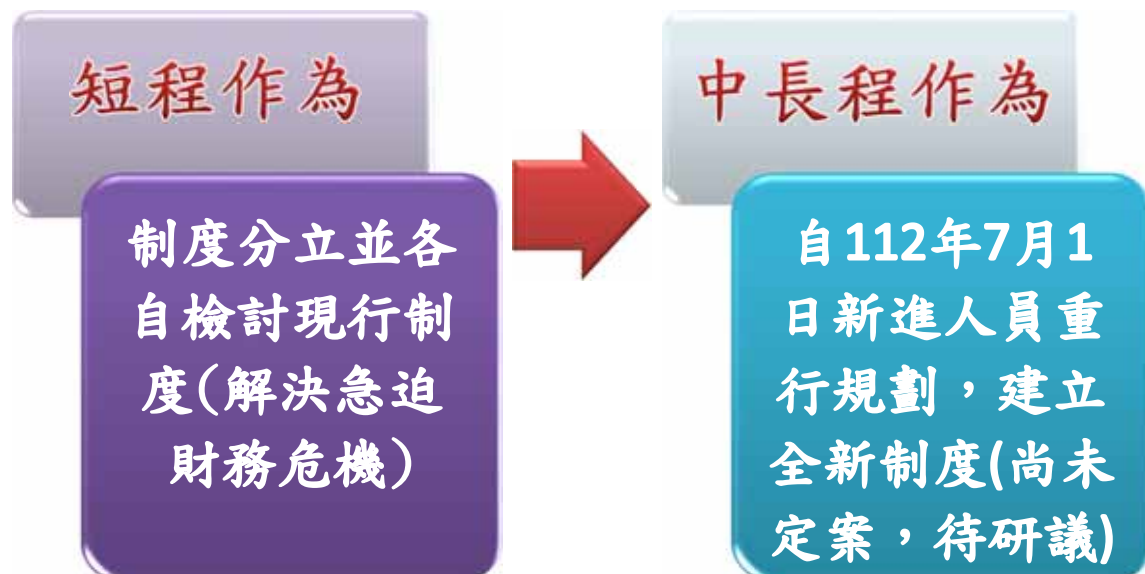 短程作為
制度分立並各
自檢討現行制
度(解決急迫
財務危機)
中長程作為
自112年7月1
日新進人員重
行規劃，建立
全新制度(尚未
定案，待研議)